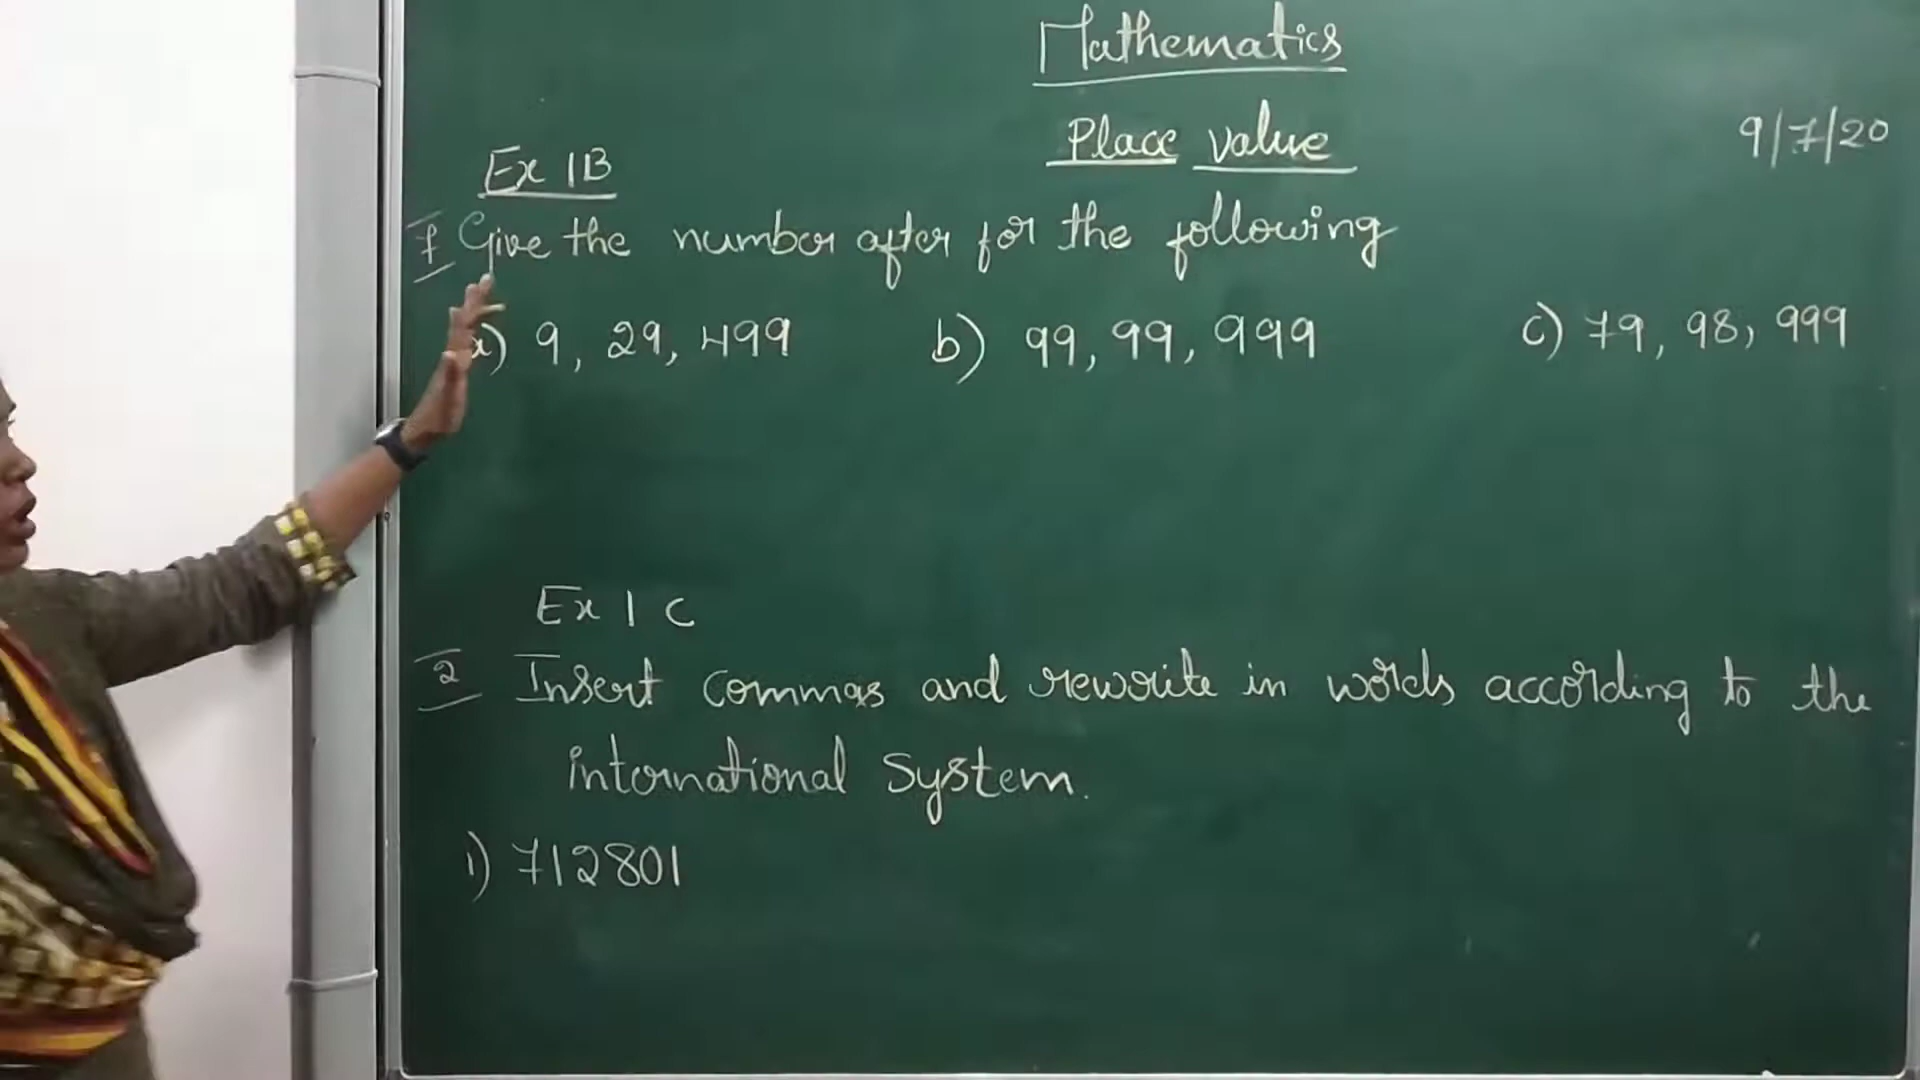 Mathematics
Place value
9/7/20
Ex 1B
1 Give the number after for the following
a) 9, 29, 499 b) 99, 99, 999 c) 79, 98, 999
Ex 1 C
2 Insert commas and rewrite in words according to the
international system.
1) 712801